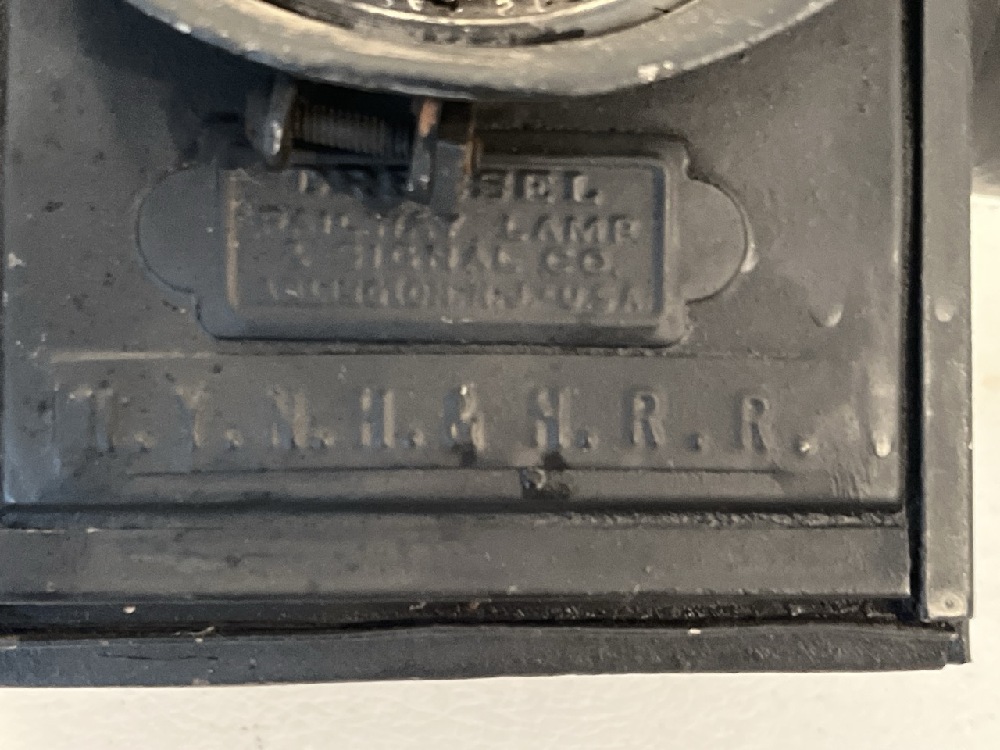 DRESSEL
RAILWAY LAMP
& SIGNAL CO.
ARLINGTON. N.J.-U.S.A.
N.Y.N.H.& H.R.R.